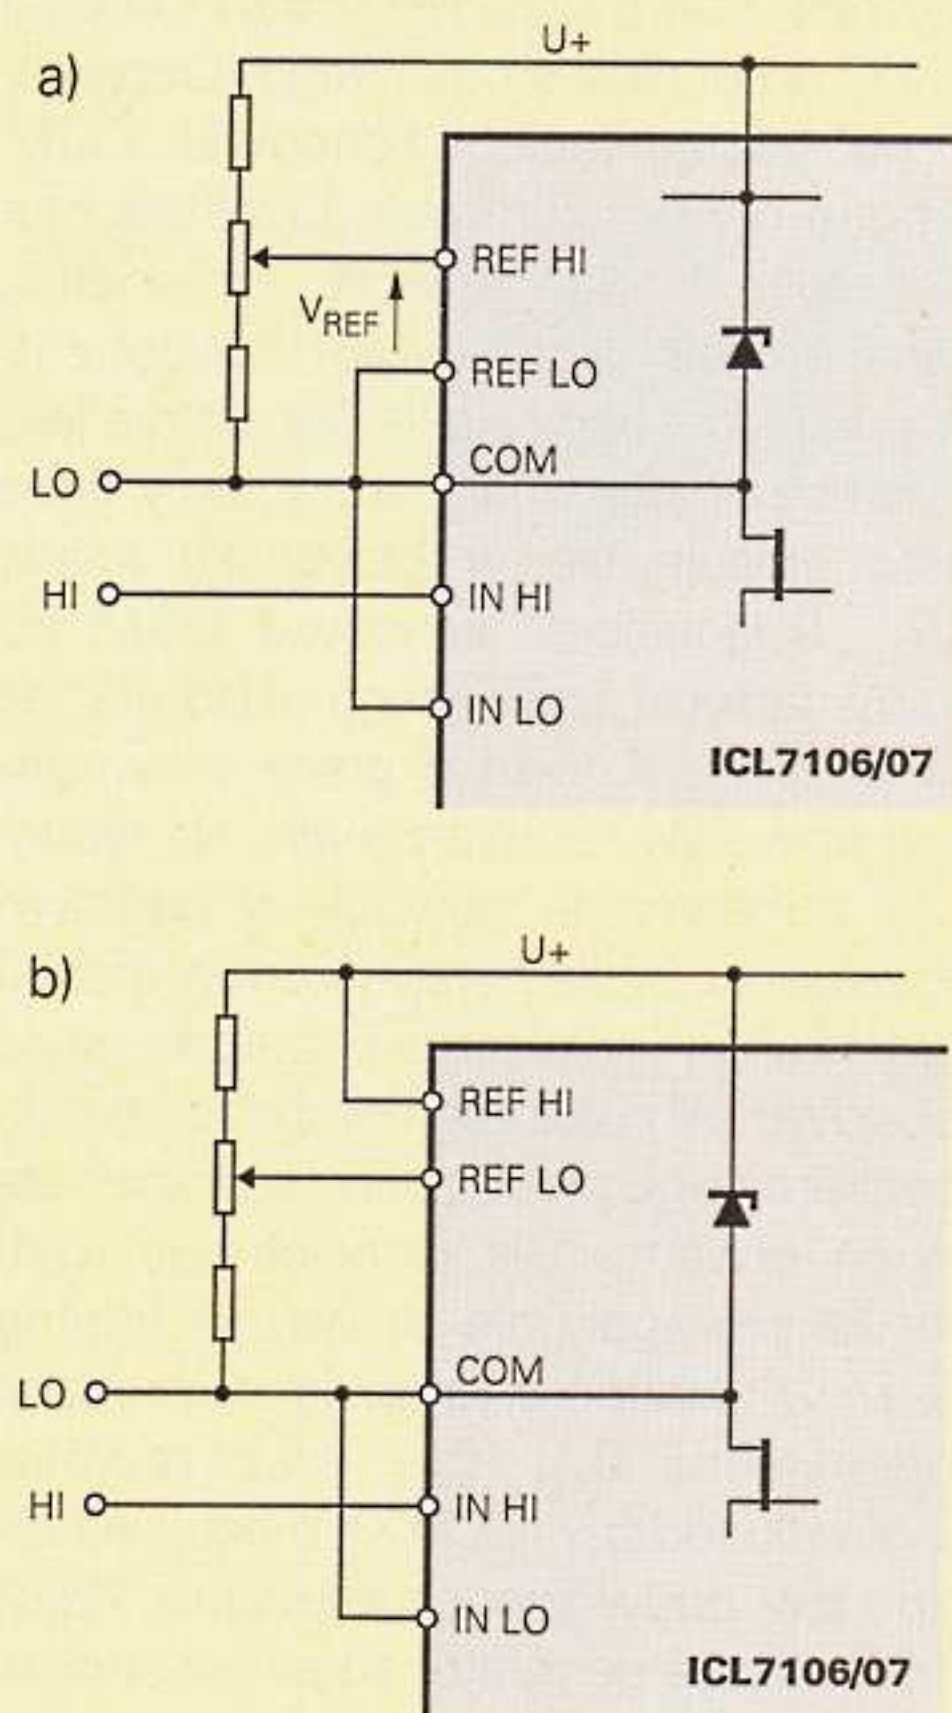 a)
U+
REF HI
VREF
REF LO
COM
LO
HI
IN HI
IN LO
ICL7106/07
b)
U+
REF HI
REF LO
COM
LO
HI
IN HI
IN LO
ICL7106/07